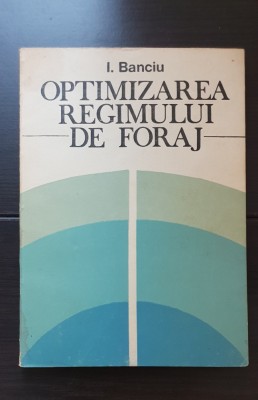 I. Banciu
OPTIMIZAREA
REGIMULUI
DE FORAJ